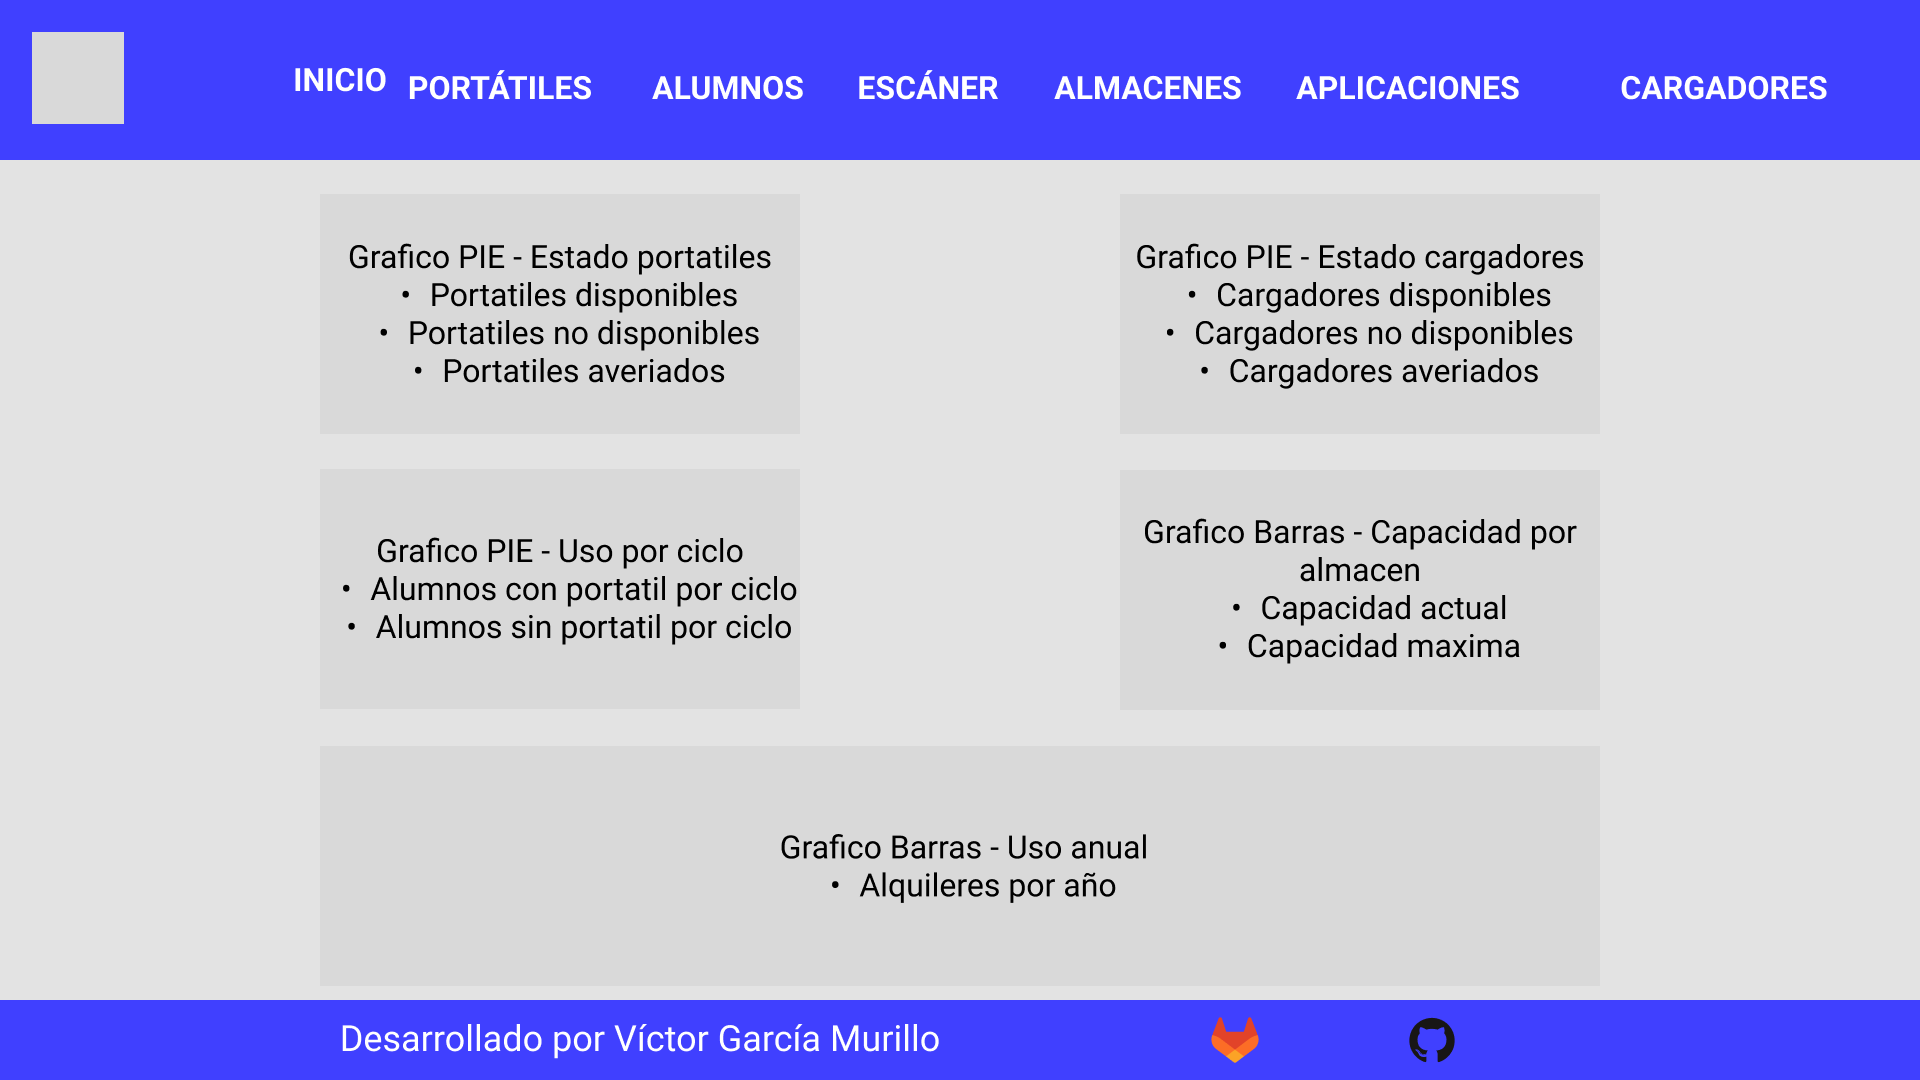 INICIO PORTÁTILES ALUMNOS ESCÁNER ALMACENES APLICACIONES CARGADORES
Grafico PIE - Estado portatiles
• Portatiles disponibles
• Portatiles no disponibles
• Portatiles averiados
Grafico PIE - Estado cargadores
• Cargadores disponibles
• Cargadores no disponibles
• Cargadores averiados
Grafico PIE - Uso por ciclo
• Alumnos con portatil por ciclo
• Alumnos sin portatil por ciclo
Grafico Barras - Capacidad por
almacen
• Capacidad actual
• Capacidad maxima
Grafico Barras - Uso anual
• Alquileres por año
Desarrollado por Víctor García Murillo